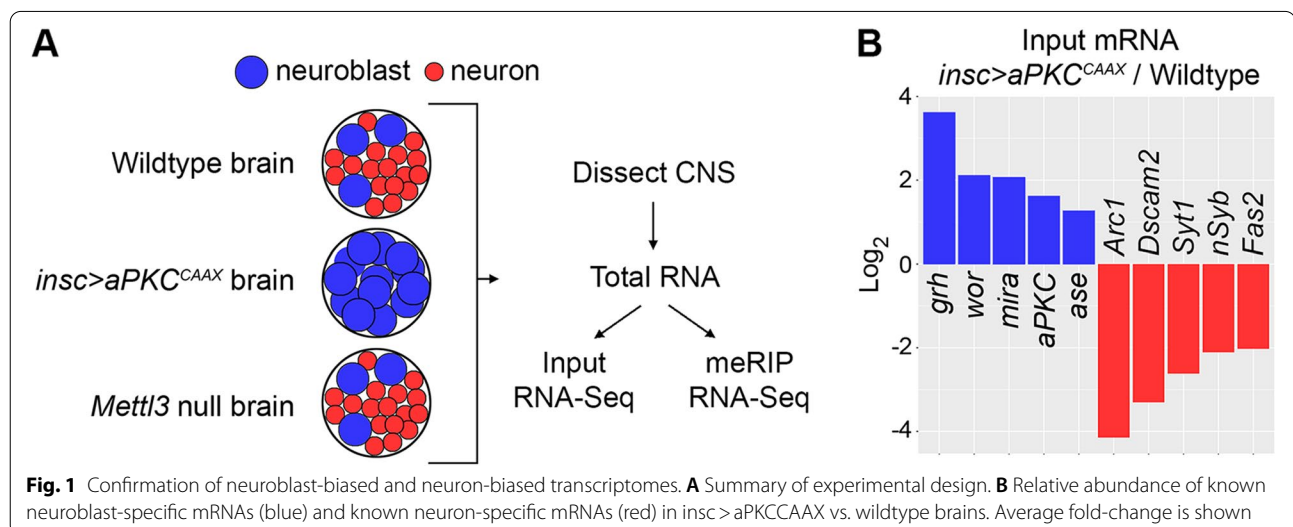 A
neuroblast neuron
Wildtype brain
insc>aPKC^CAAX brain
Mettl3 null brain
Dissect CNS
Total RNA
Input
RNA-Seq
meRIP
RNA-Seq
B
Input mRNA
insc>aPKC^CAAX / Wildtype
Log2
4
2
0
-2
-4
grh
wor
mira
aPKC
ase
Arc1
Dscam2
Syt1
nSyb
Fas2
Fig. 1 Confirmation of neuroblast-biased and neuron-biased transcriptomes. A Summary of experimental design. B Relative abundance of known
neuroblast-specific mRNAs (blue) and known neuron-specific mRNAs (red) in insc > aPKCCAAX vs. wildtype brains. Average fold-change is shown